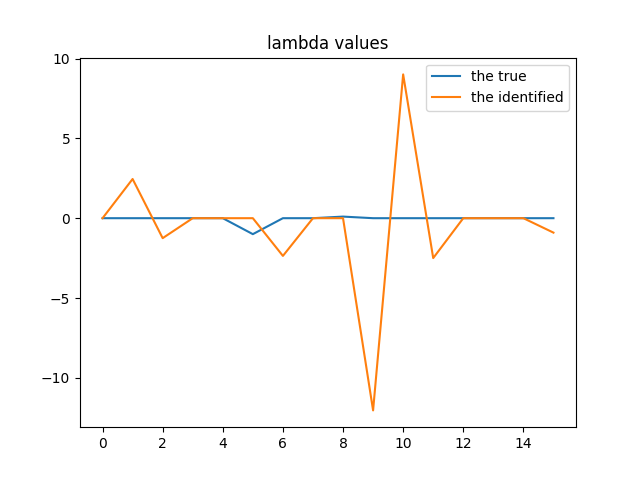 lambda values
the true
the identified
10
5
0
−5
−10
0 2 4 6 8 10 12 14